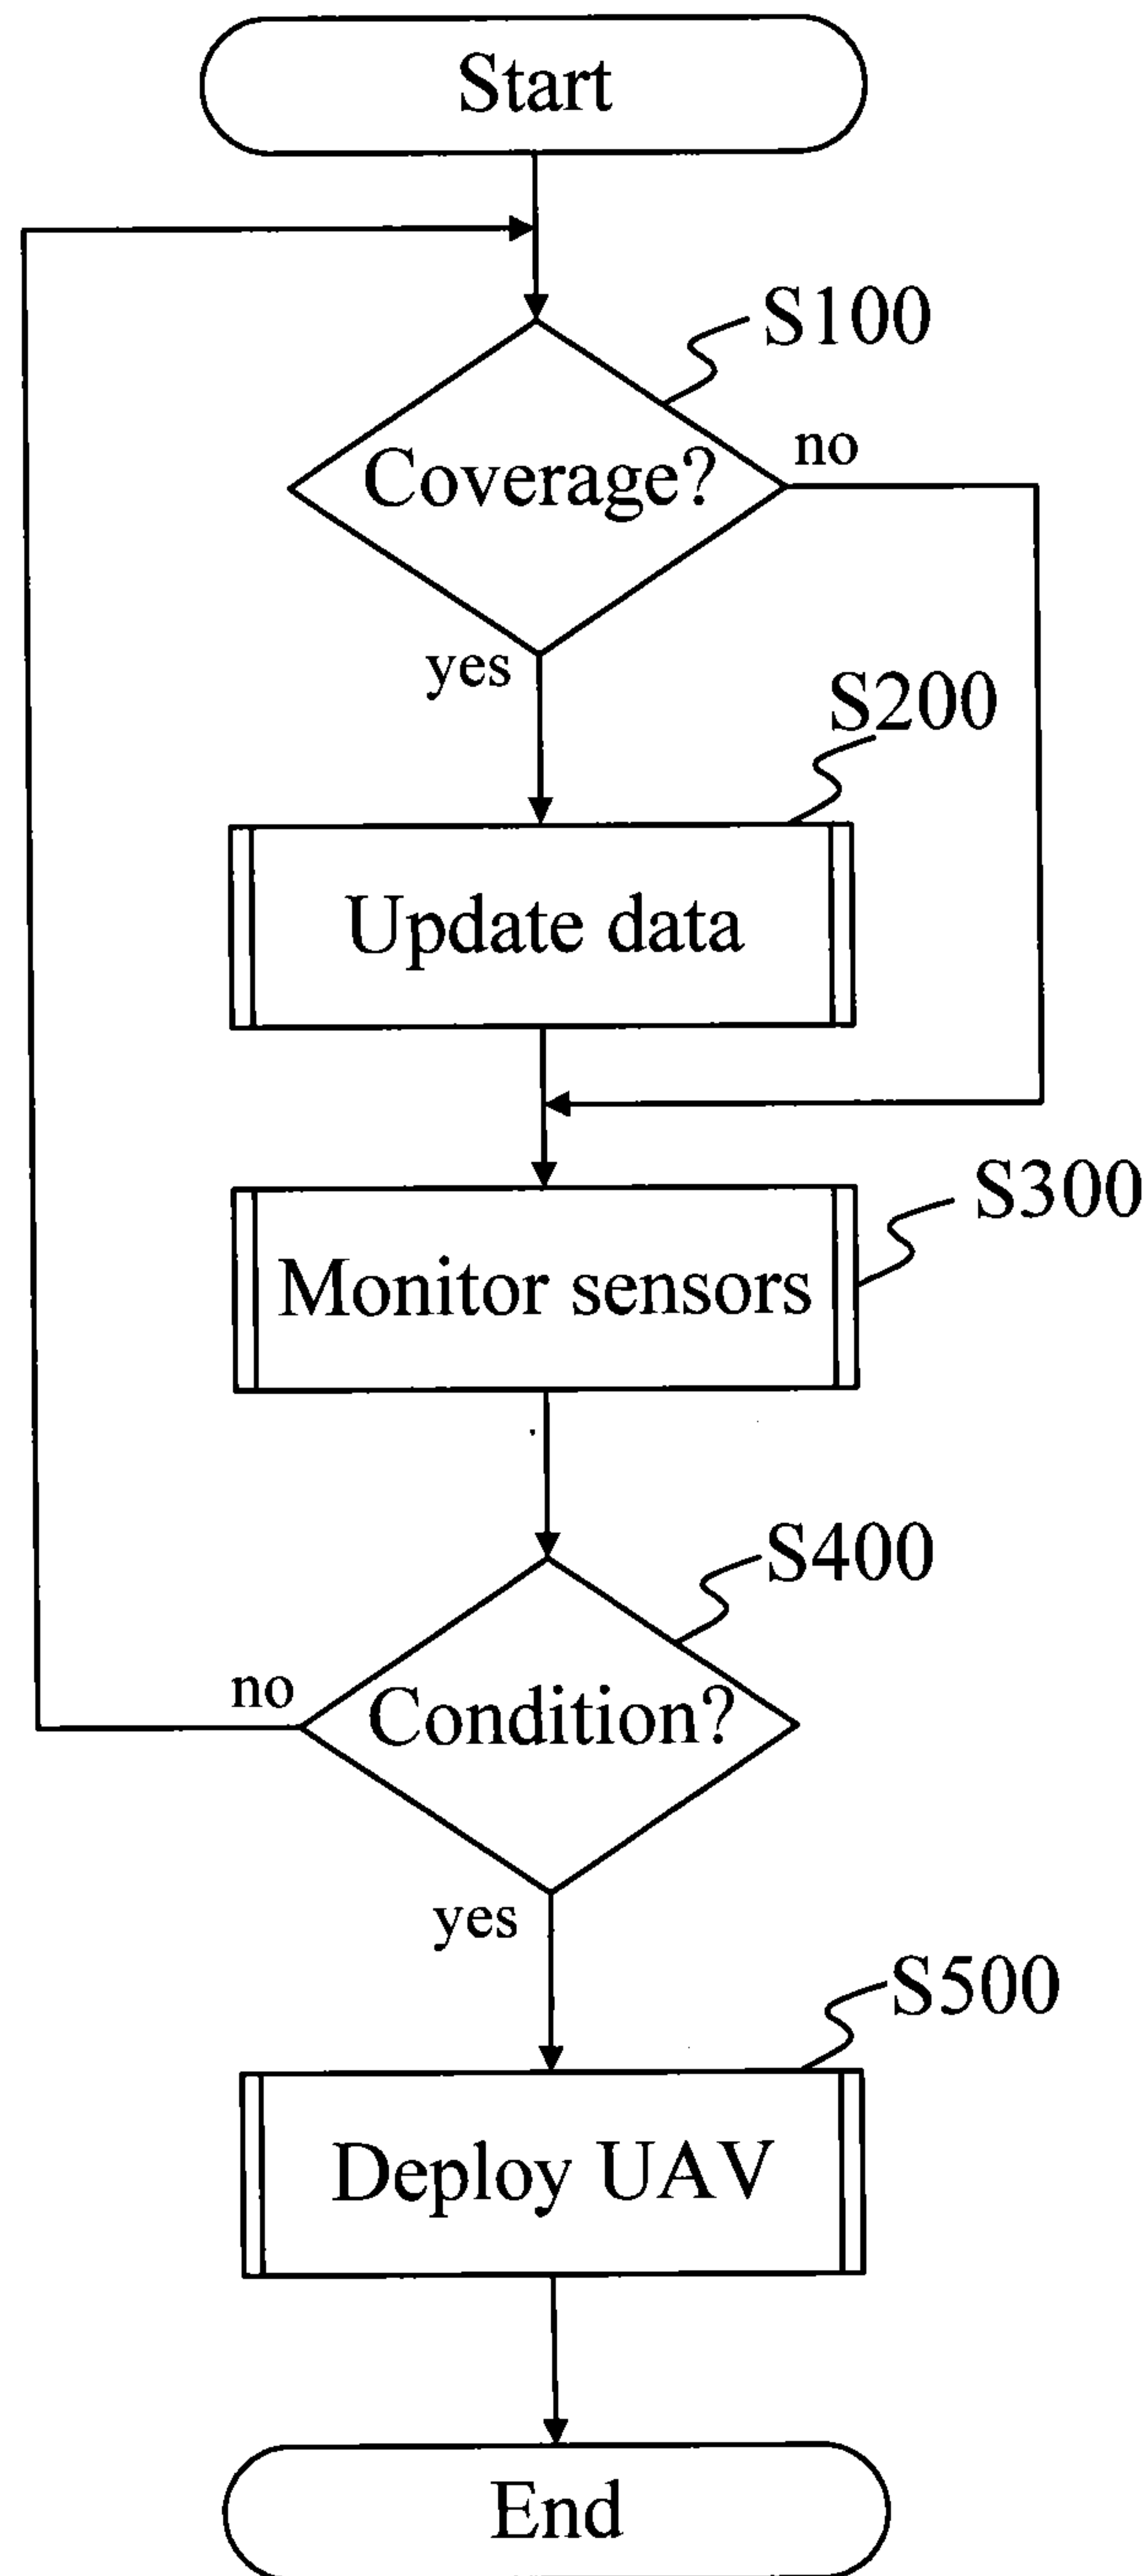 Start
S100
Coverage?
no
yes
S200
Update data
S300
Monitor sensors
S400
no
Condition?
yes
S500
Deploy UAV
End